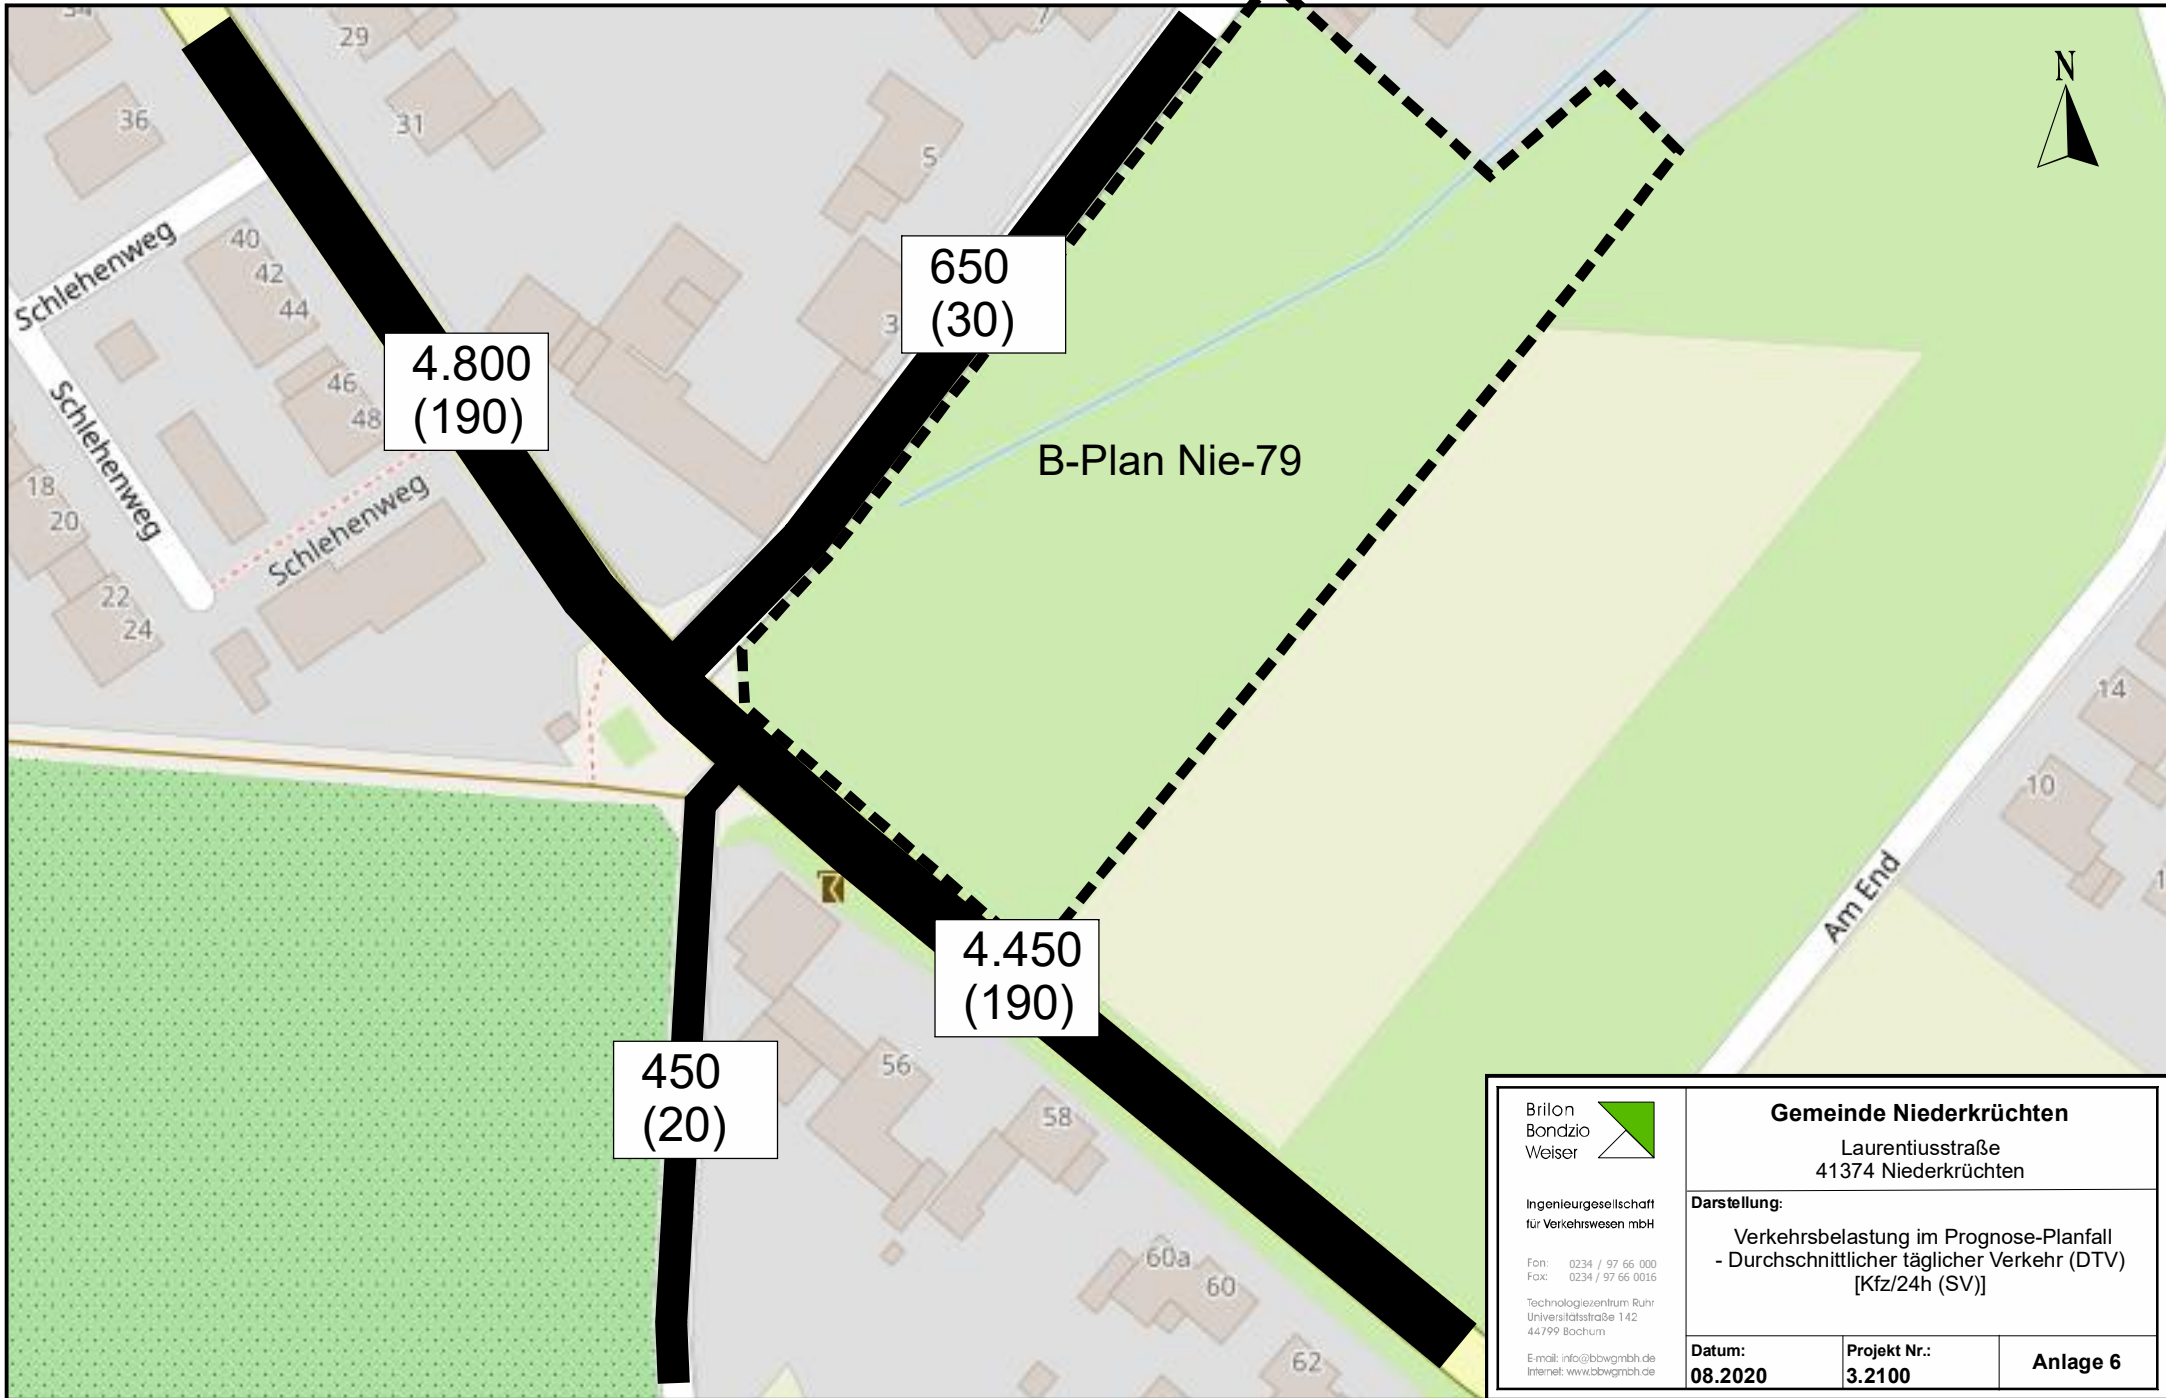 29
7
N
36
31
5
Schlehenweg
40
42
44
650
(30)
3
4.800
(190)
46
48
Schlehenweg
B-Plan Nie-79
18
20
Schlehenweg
22
24
14
10
Am End
4.450
(190)
56
450
(20)
58
60a
60
62
Brilon
Bondzio
Weiser
Ingenieurgesellschaft
für Verkehrswesen mbH
Fon: 0234 / 97 66 000
Fax: 0234 / 97 66 0016
Technologiezentrum Ruhr
Universitätsstraße 142
44799 Bochum
E-mail: info@bbwgmbh.de
Internet: www.bbwgmbh.de
Gemeinde Niederkrüchten
Laurentiusstraße
41374 Niederkrüchten
Darstellung:
Verkehrsbelastung im Prognose-Planfall
- Durchschnittlicher täglicher Verkehr (DTV)
[Kfz/24h (SV)]
Datum:
08.2020
Projekt Nr.:
3.2100
Anlage 6